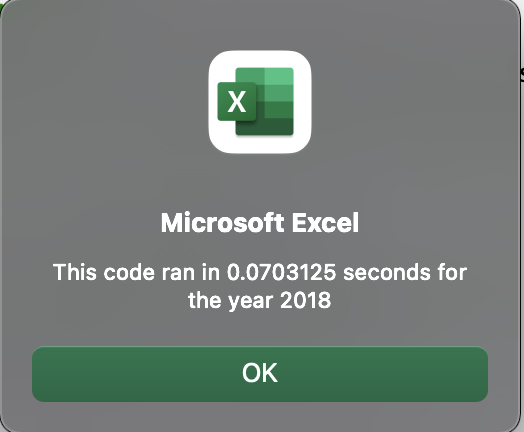 X
Microsoft Excel
This code ran in 0.0703125 seconds for
the year 2018
OK